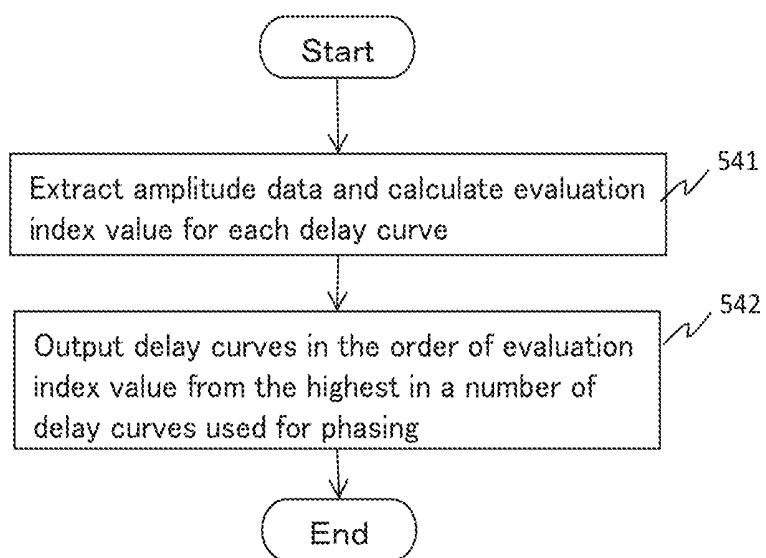 Start
541
Extract amplitude data and calculate evaluation
index value for each delay curve
542
Output delay curves in the order of evaluation
index value from the highest in a number of
delay curves used for phasing
End